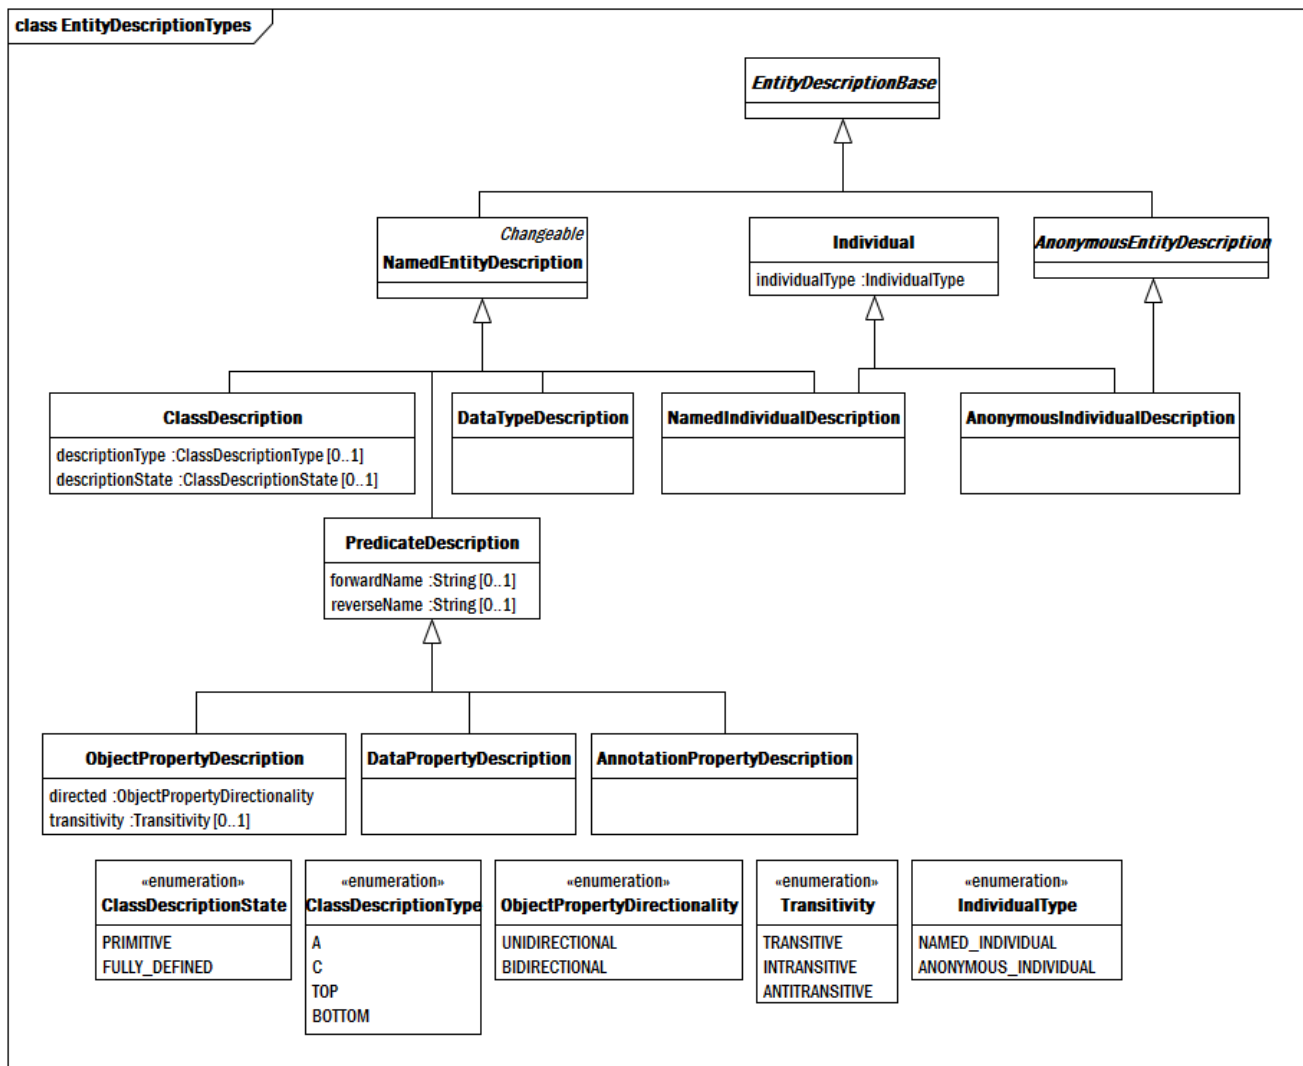 class EntityDescriptionTypes
EntityDescriptionBase
Changeable
NamedEntityDescription
Individual
individualType :IndividualType
AnonymousEntityDescription
ClassDescription
descriptionType :ClassDescriptionType [0..1]
descriptionState :ClassDescriptionState [0..1]
DataTypeDescription
NamedIndividualDescription
AnonymousIndividualDescription
PredicateDescription
forwardName :String [0..1]
reverseName :String [0..1]
ObjectPropertyDescription
directed :ObjectPropertyDirectionality
transitivity :Transitivity [0..1]
DataPropertyDescription
AnnotationPropertyDescription
«enumeration»
ClassDescriptionState
PRIMITIVE
FULLY_DEFINED
«enumeration»
ClassDescriptionType
A
C
TOP
BOTTOM
«enumeration»
ObjectPropertyDirectionality
UNIDIRECTIONAL
BIDIRECTIONAL
«enumeration»
Transitivity
TRANSITIVE
INTRANSITIVE
ANTITRANSITIVE
«enumeration»
IndividualType
NAMED_INDIVIDUAL
ANONYMOUS_INDIVIDUAL